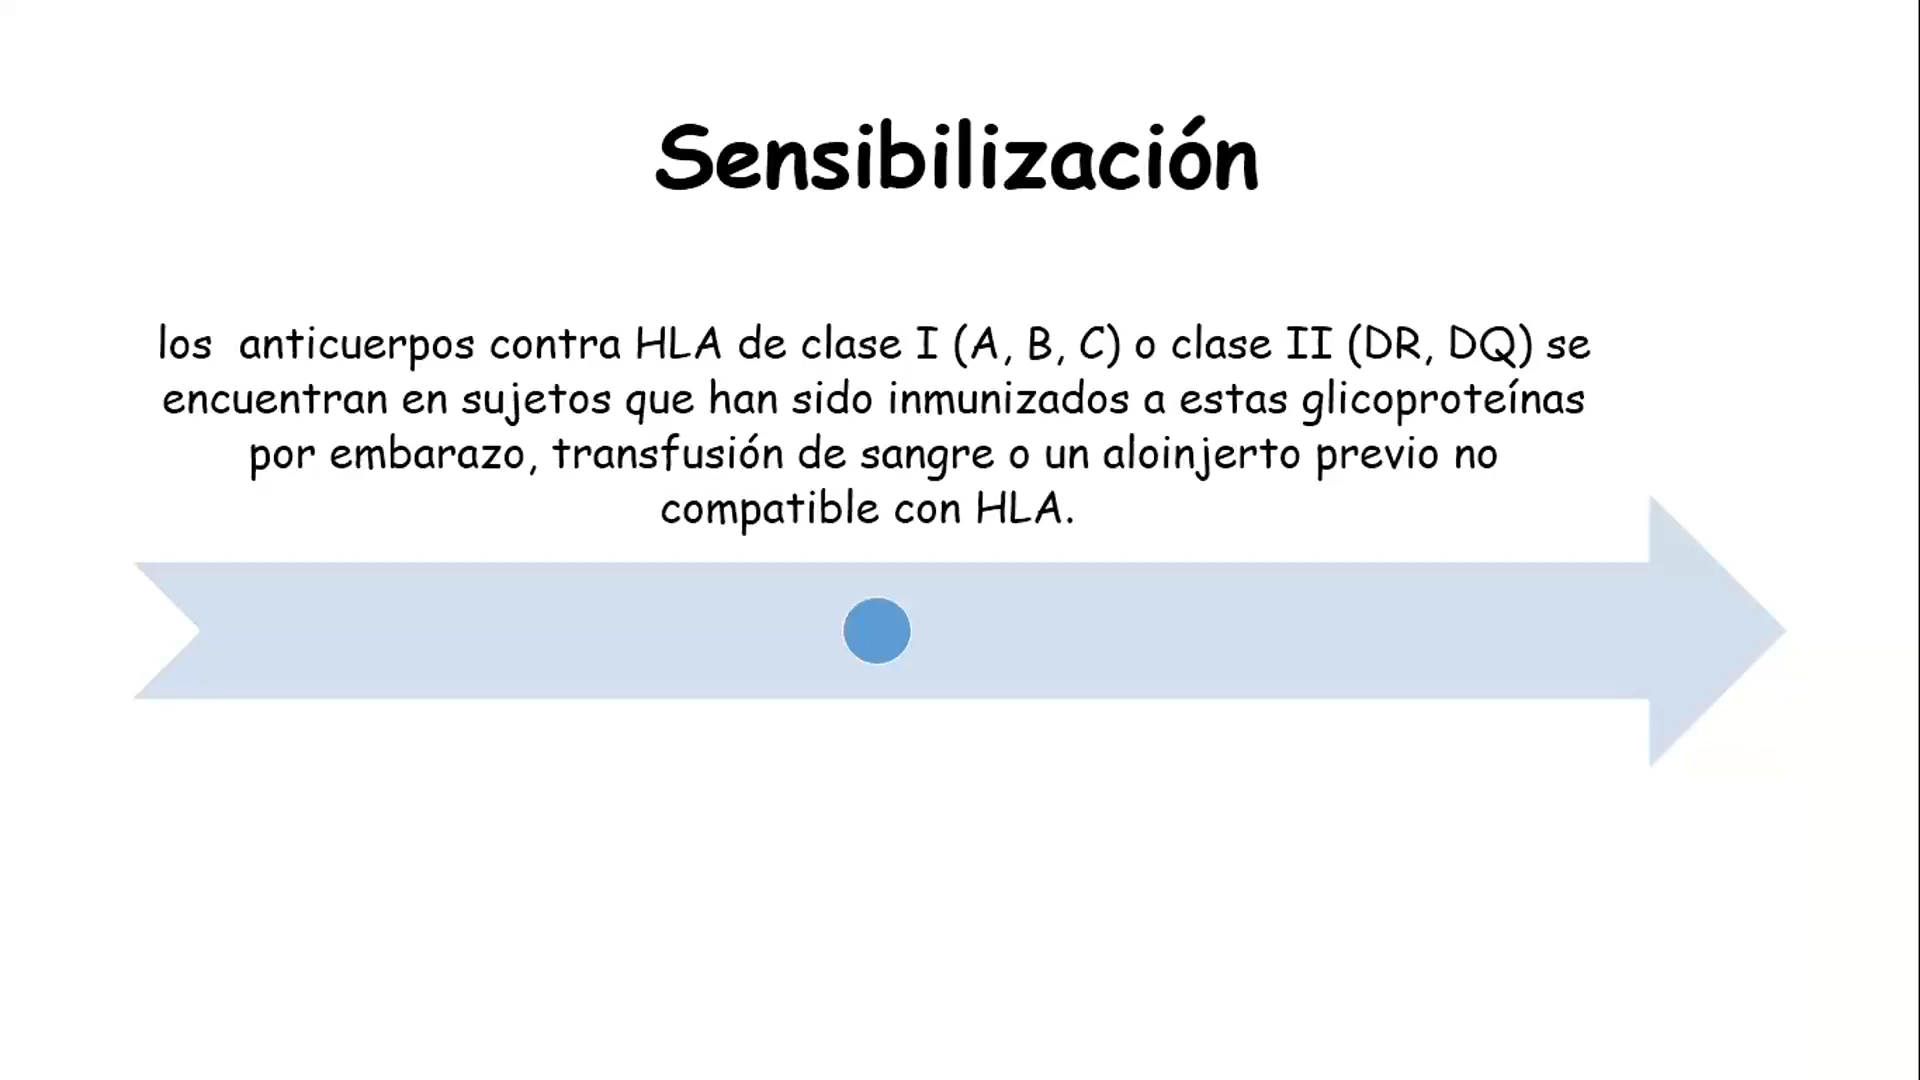 Sensibilización
los anticuerpos contra HLA de clase I (A, B, C) o clase II (DR, DQ) se
encuentran en sujetos que han sido inmunizados a estas glicoproteínas
por embarazo, transfusión de sangre o un aloinjerto previo no
compatible con HLA.